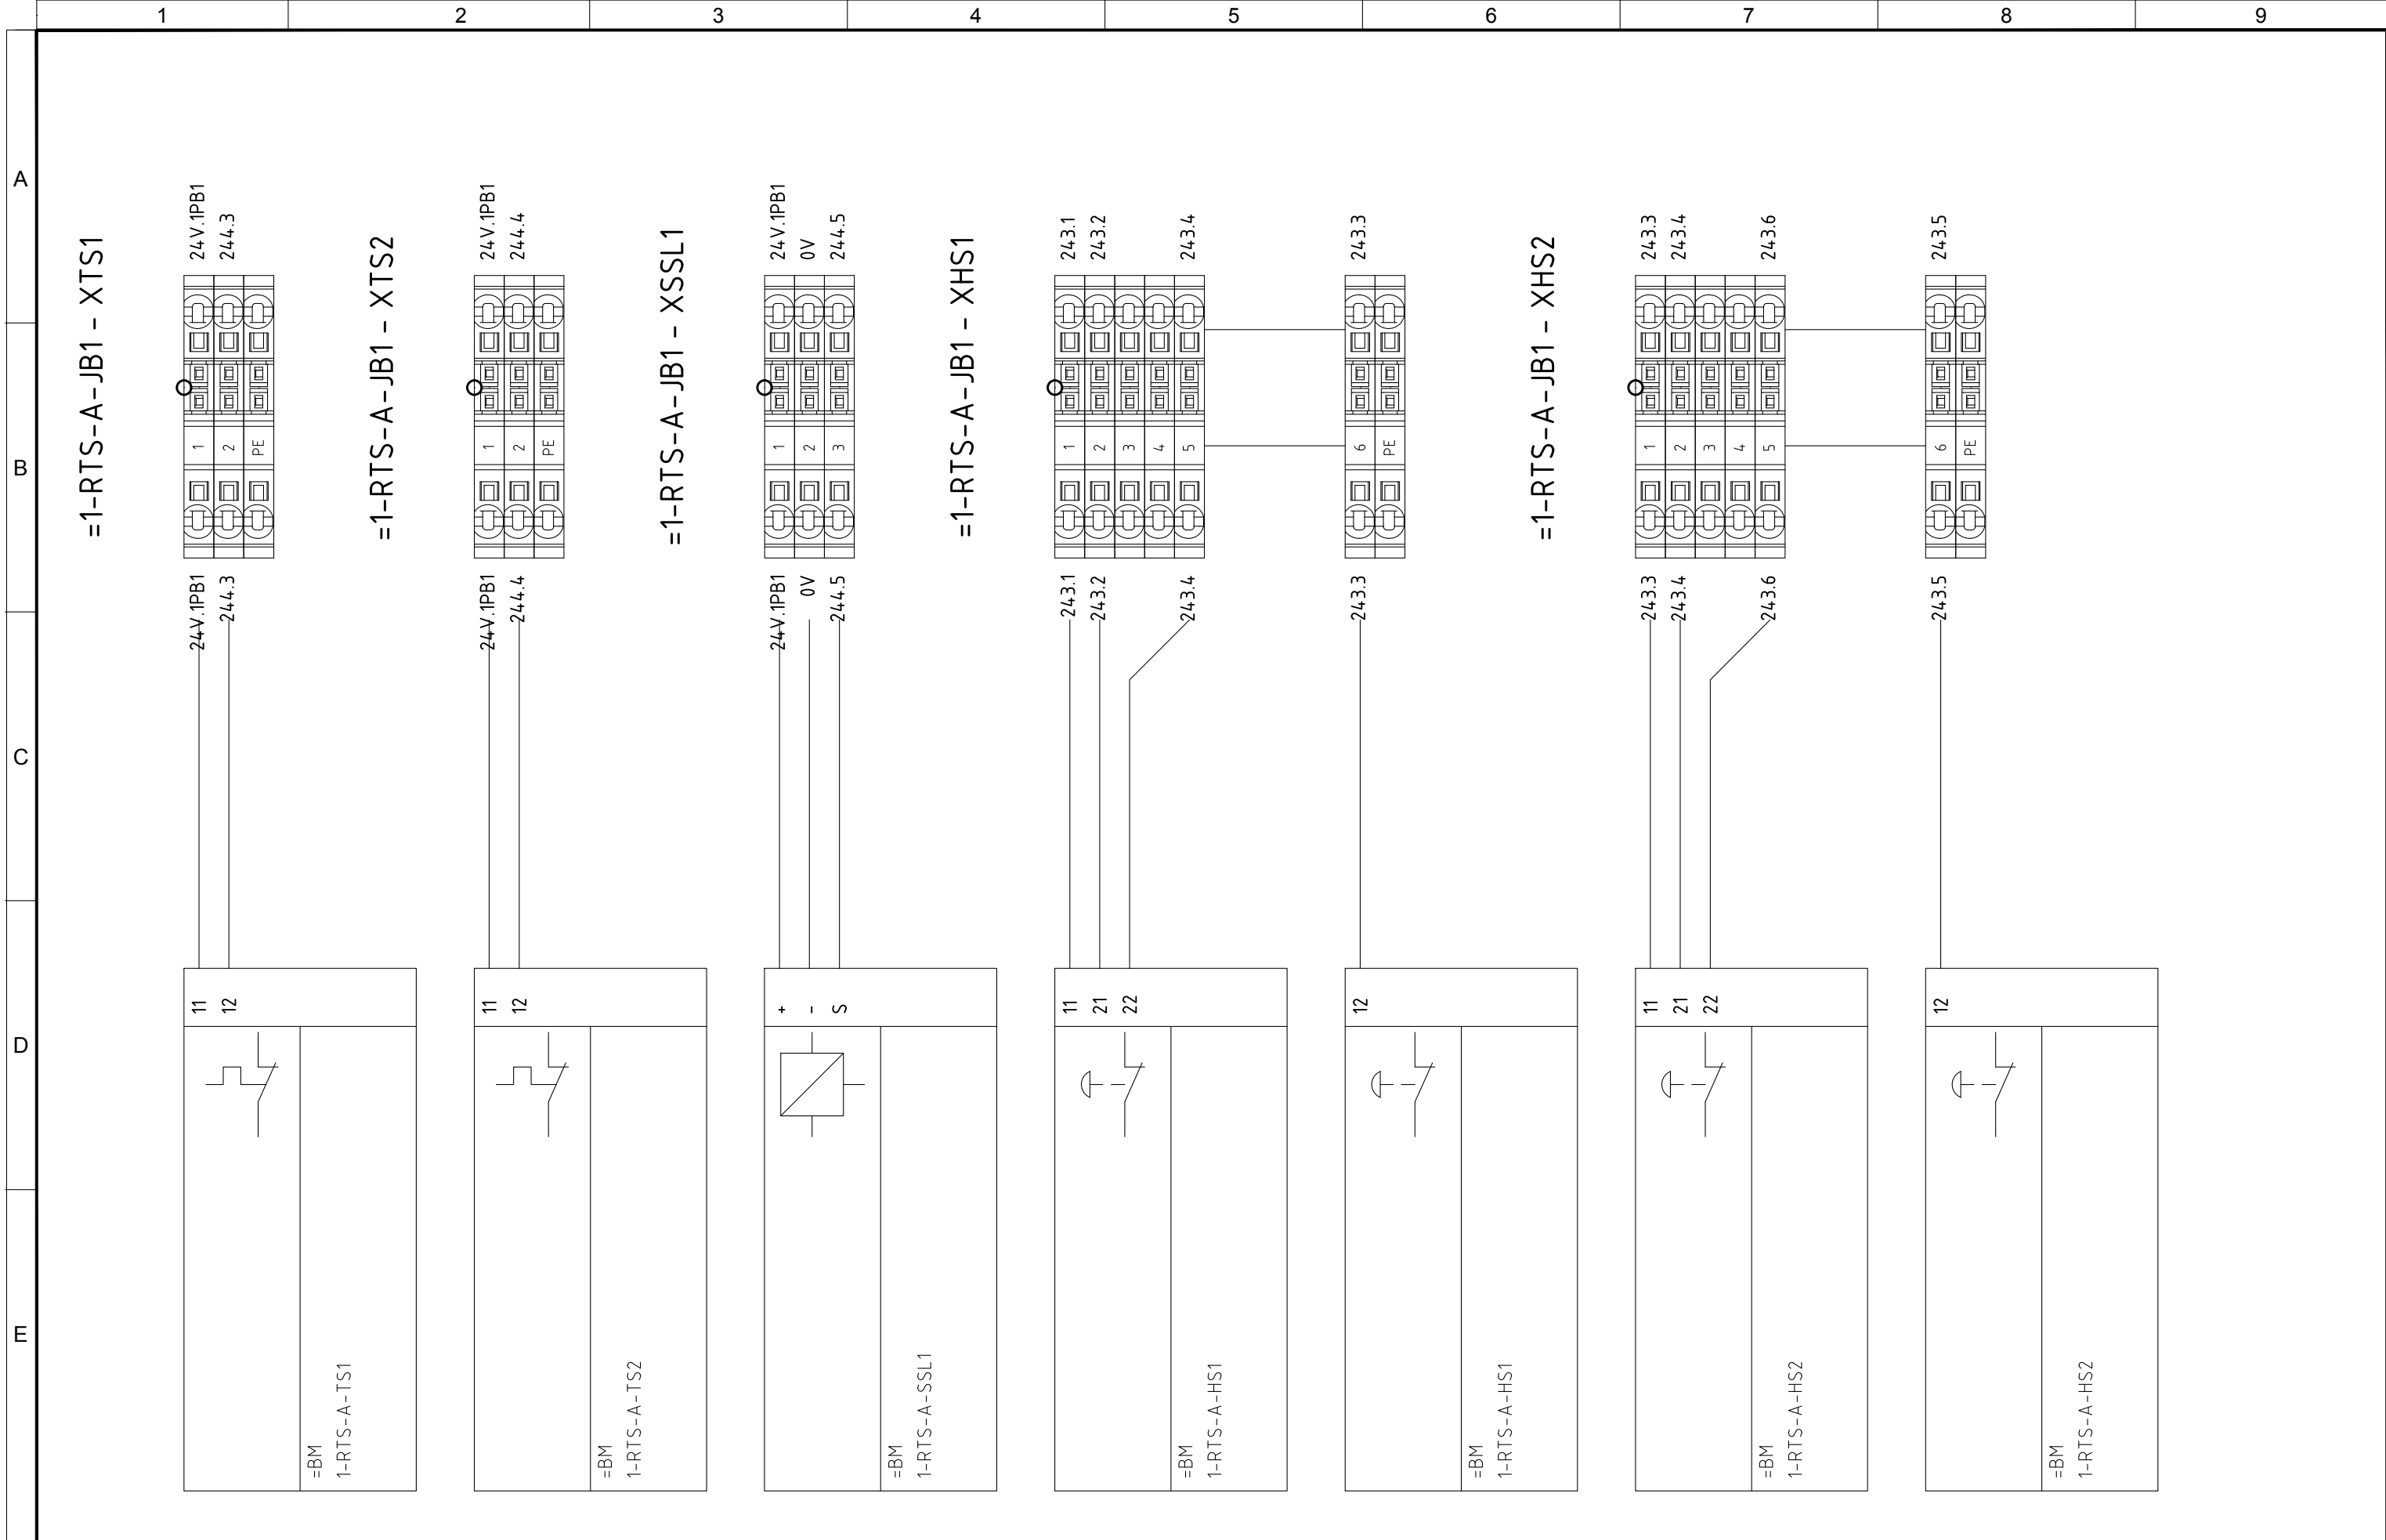 1 2 3 4 5 6 7 8 9
A
B
C
D
E
=1-RTS-A-JB1 - XTS1
24V.1PB1
244.3
1
2
PE
24V.1PB1
244.3
11
12
=BM
1-RTS-A-TS1
=1-RTS-A-JB1 - XTS2
24V.1PB1
244.4
1
2
PE
24V.1PB1
244.4
11
12
=BM
1-RTS-A-TS2
=1-RTS-A-JB1 - XSSL1
24V.1PB1
0V
244.5
1
2
3
24V.1PB1
0V
244.5
+
-
S
=BM
1-RTS-A-SSL1
=1-RTS-A-JB1 - XHS1
243.1
243.2
243.4
1
2
3
4
5
243.1
243.2
243.4
11
21
22
=BM
1-RTS-A-HS1
243.3
6
PE
243.3
12
=BM
1-RTS-A-HS1
=1-RTS-A-JB1 - XHS2
243.3
243.4
243.6
1
2
3
4
5
243.3
243.4
243.6
11
21
22
=BM
1-RTS-A-HS2
243.5
6
PE
243.5
12
=BM
1-RTS-A-HS2